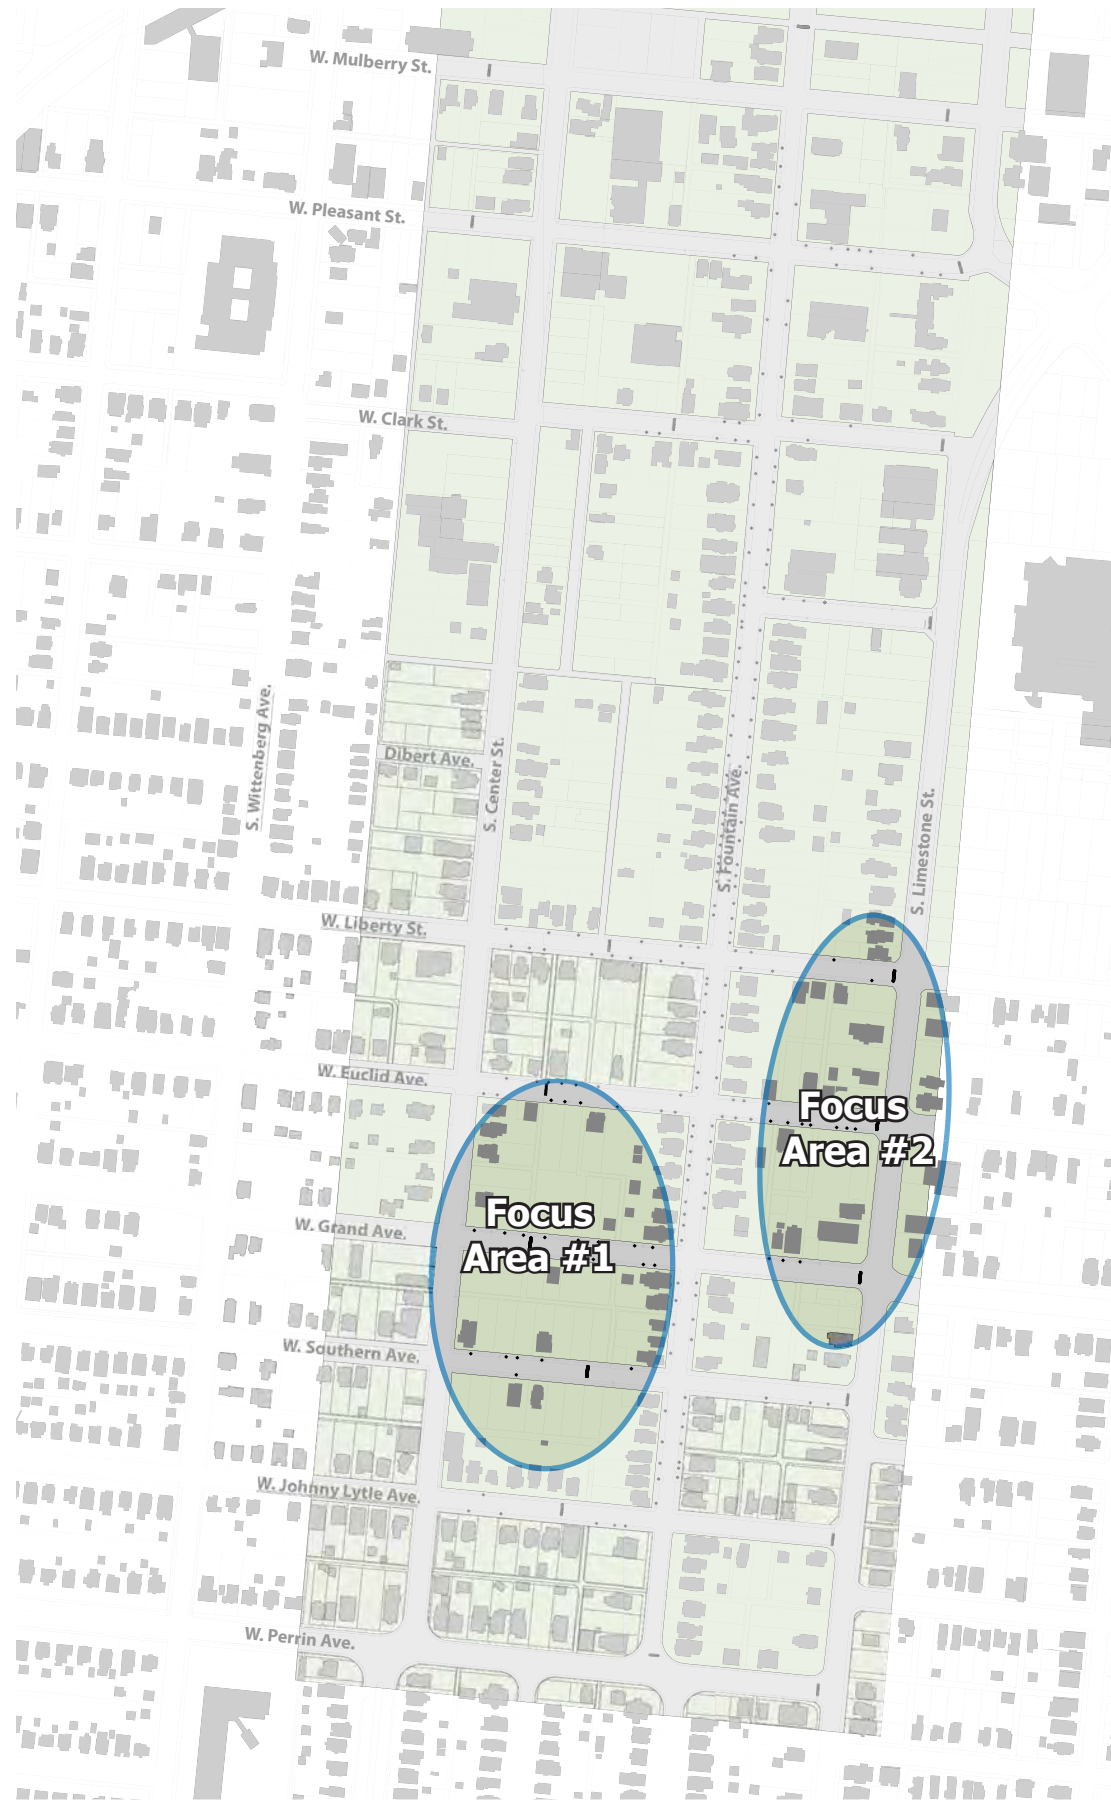 W. Mulberry St.
W. Pleasant St.
W. Clark St.
S. Wittenberg Ave.
Dibert Ave.
S. Center St.
S. Fountain Ave.
S. Limestone St.
W. Liberty St.
W. Euclid Ave.
Focus
Area #2
W. Grand Ave.
Focus
Area #1
W. Southern Ave.
W. Johnny Lytle Ave.
W. Perrin Ave.